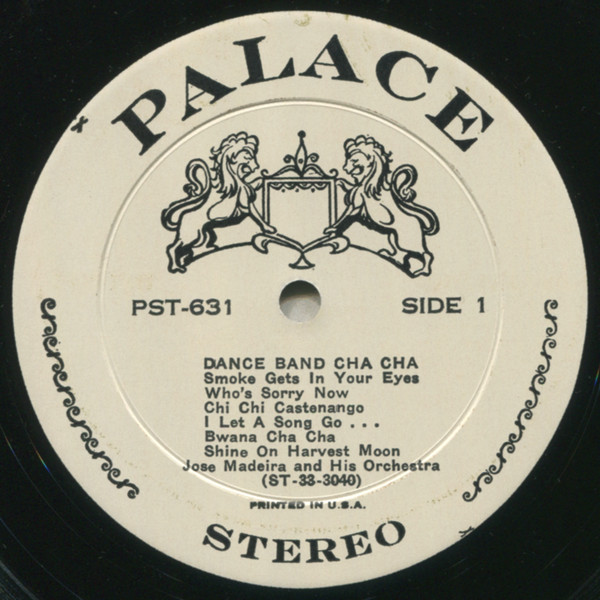 PALACE
PST-631
SIDE 1
DANCE BAND CHA CHA
Smoke Gets In Your Eyes
Who's Sorry Now
Chi Chi Castenango
I Let A Song Go . . .
Bwana Cha Cha
Shine On Harvest Moon
Jose Madeira and His Orchestra
(ST-33-3040)
PRINTED IN U.S.A.
STEREO